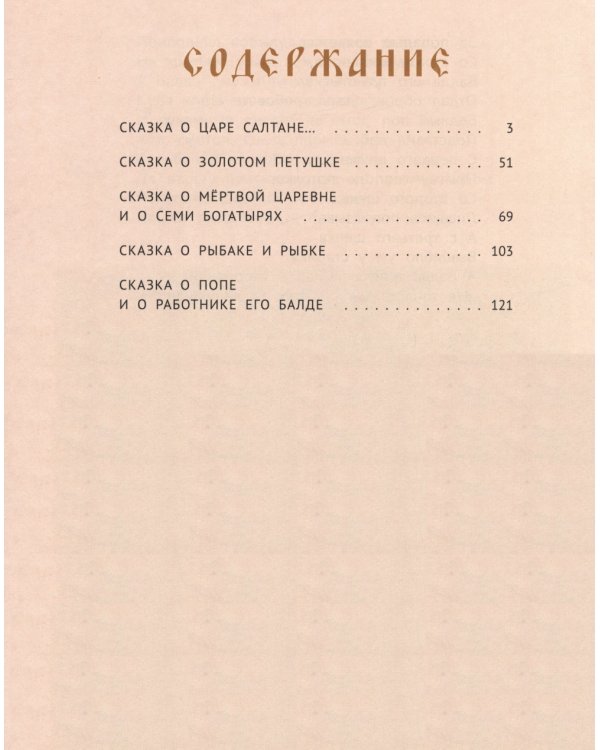 СОДЕРЖАНИЕ
СКАЗКА О ЦАРЕ САЛТАНЕ... . . . . . . . . . . . . . . . . 3
СКАЗКА О ЗОЛОТОМ ПЕТУШКЕ . . . . . . . . . . . . . . . 51
СКАЗКА О МЁРТВОЙ ЦАРЕВНЕ
И О СЕМИ БОГАТЫРЯХ . . . . . . . . . . . . . . . . . . 69
СКАЗКА О РЫБАКЕ И РЫБКЕ . . . . . . . . . . . . . . . 103
СКАЗКА О ПОПЕ
И О РАБОТНИКЕ ЕГО БАЛДЕ . . . . . . . . . . . . . . 121